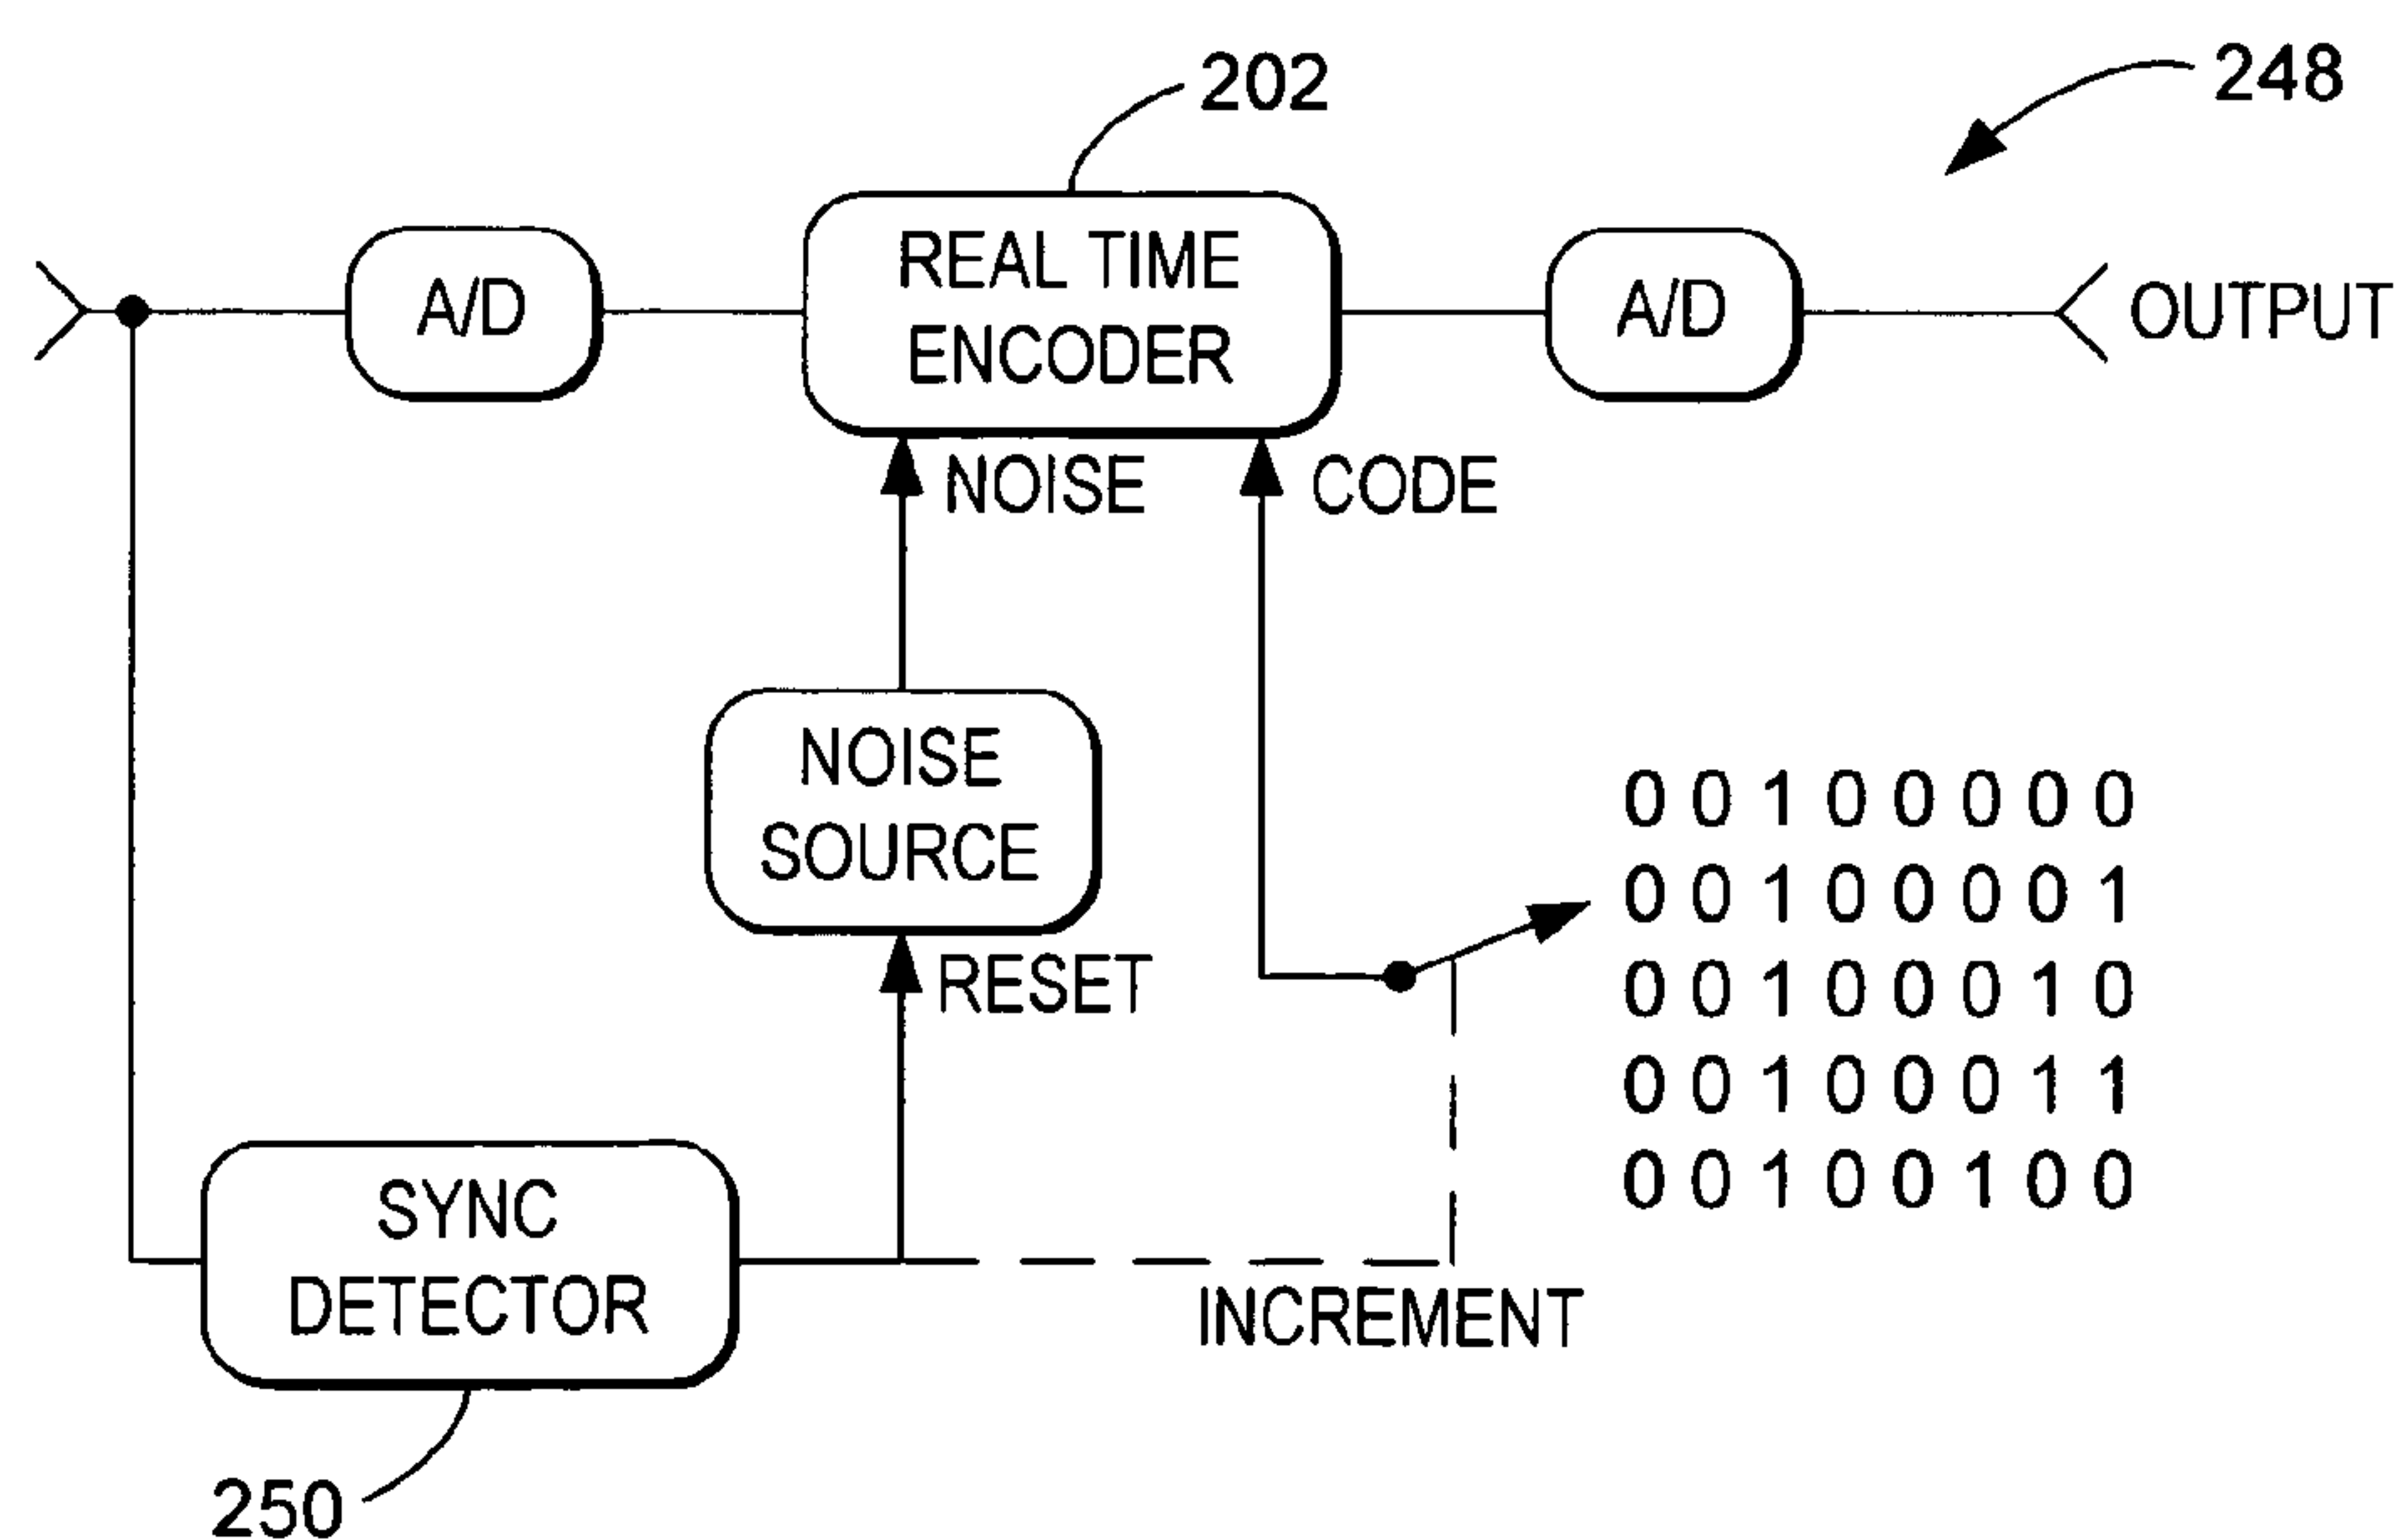 202
248
A/D
REAL TIME
ENCODER
A/D
OUTPUT
NOISE
CODE
NOISE
SOURCE
RESET
0 0 1 0 0 0 0 0
0 0 1 0 0 0 0 1
0 0 1 0 0 0 1 0
0 0 1 0 0 0 1 1
0 0 1 0 0 1 0 0
SYNC
DETECTOR
INCREMENT
250